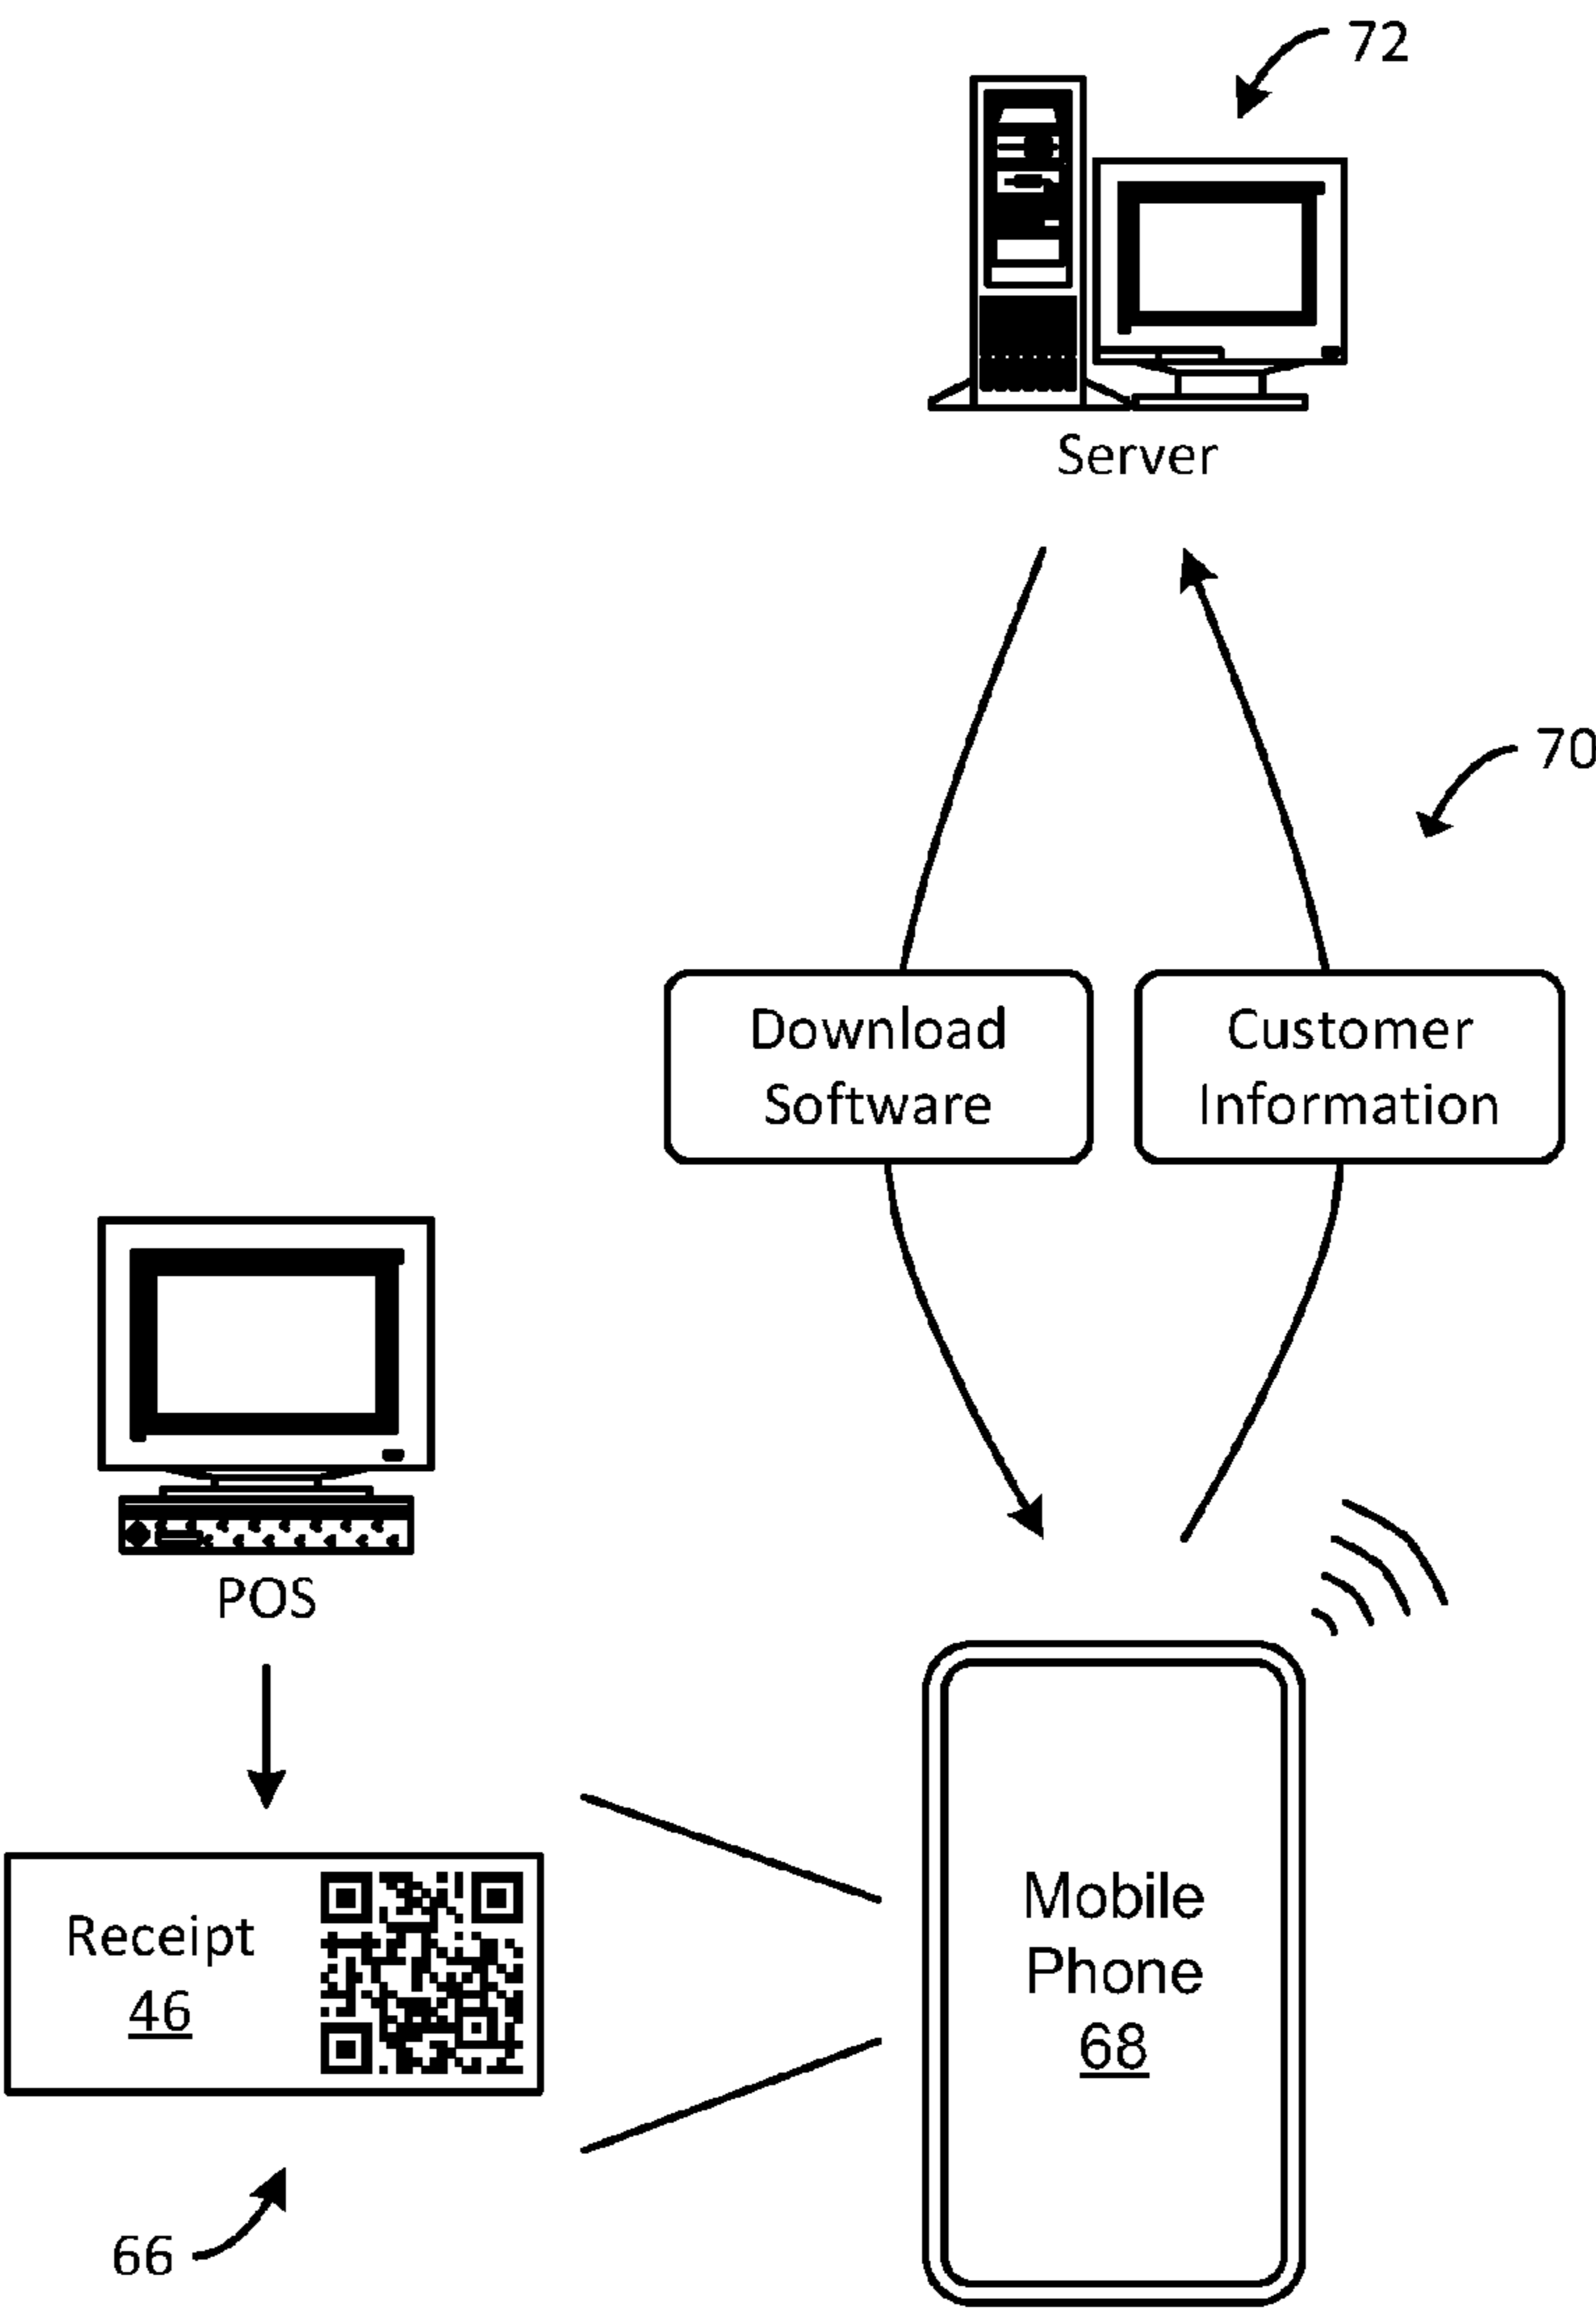 72
Server
70
Download
Software
Customer
Information
POS
Receipt
46
Mobile
Phone
68
66